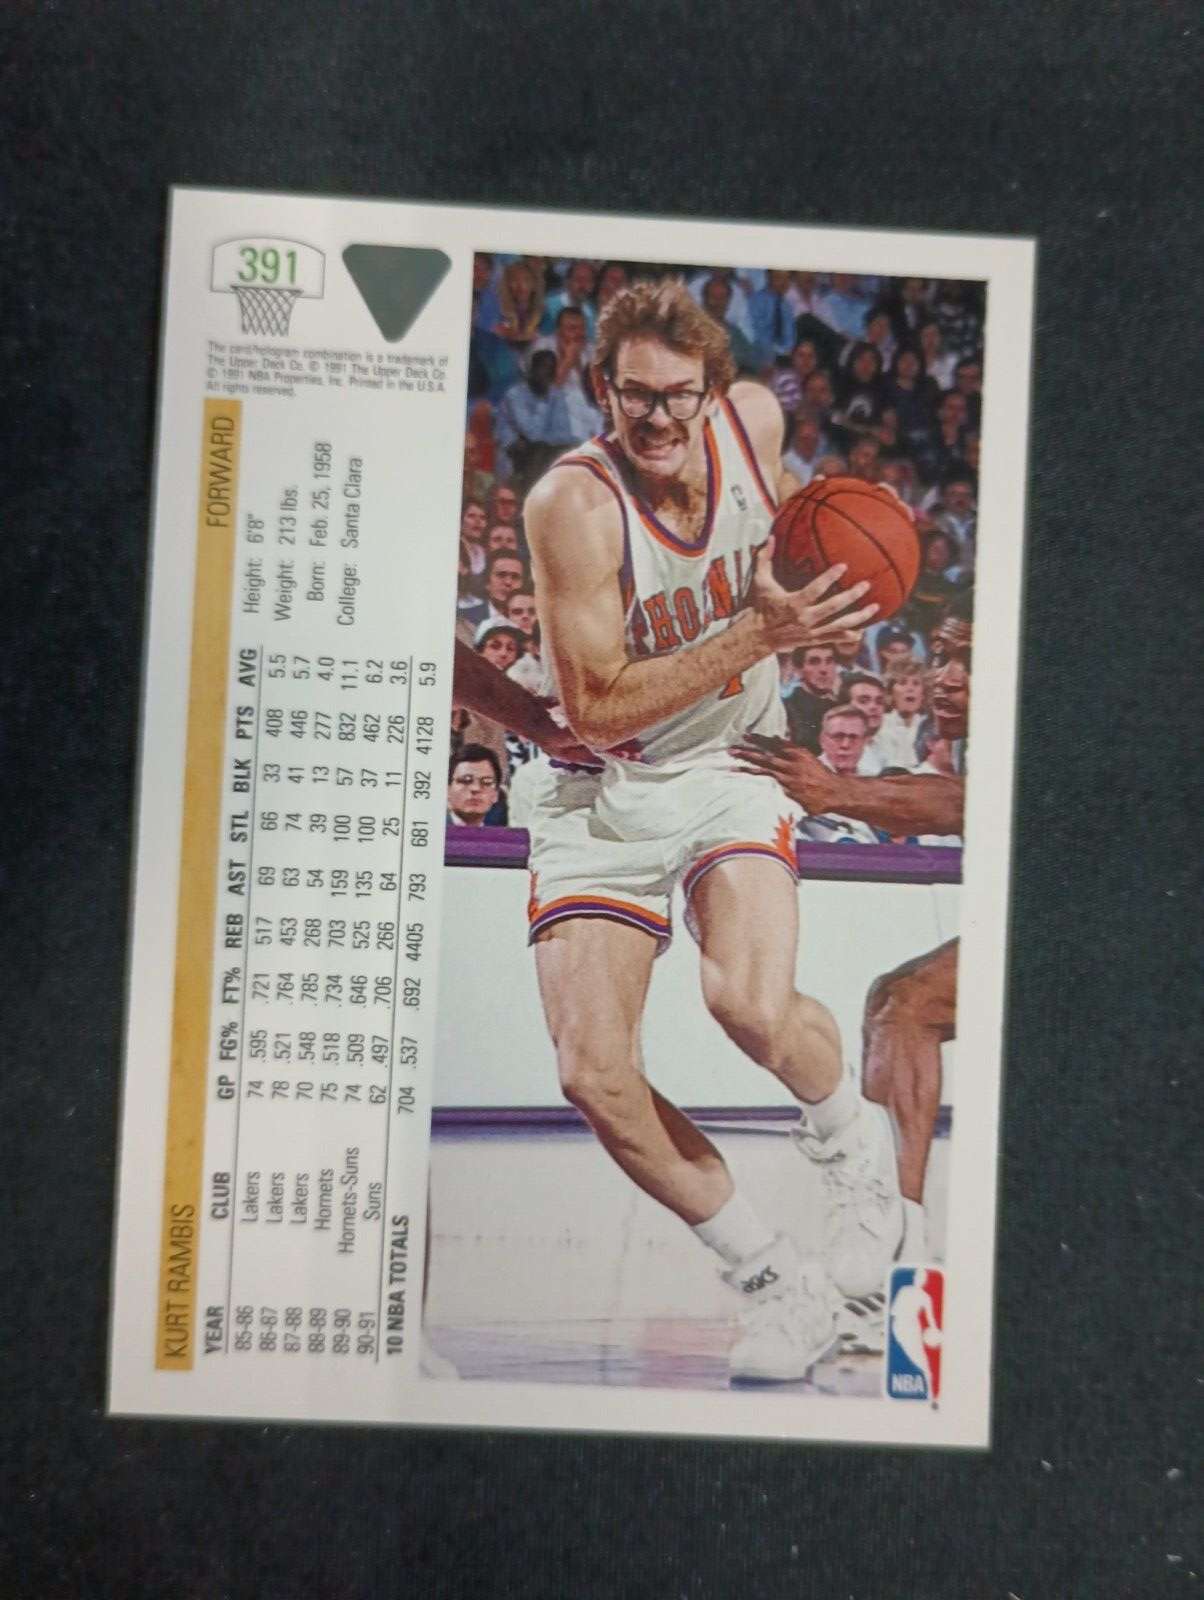 391
The card/hologram combination is a trademark of
The Upper Deck Co. © 1991 The Upper Deck Co.
© 1991 NBA Properties, Inc. Printed in the U.S.A.
All rights reserved.
KURT RAMBIS FORWARD
YEAR CLUB GP FG% FT% REB AST STL BLK PTS AVG
85-86 Lakers 74 .595 .721 517 69 66 33 408 5.5
86-87 Lakers 78 .521 .764 453 63 74 41 446 5.7
87-88 Lakers 70 .548 .785 268 54 39 13 277 4.0
88-89 Hornets 75 .518 .734 703 159 100 57 832 11.1
89-90 Hornets-Suns 74 .509 .646 525 135 100 37 462 6.2
90-91 Suns 62 .497 .706 266 64 25 11 226 3.6
10 NBA TOTALS 704 .537 .692 4405 793 681 392 4128 5.9
Height: 6'8"
Weight: 213 lbs.
Born: Feb. 25, 1958
College: Santa Clara
PHOENI
asics
NBA